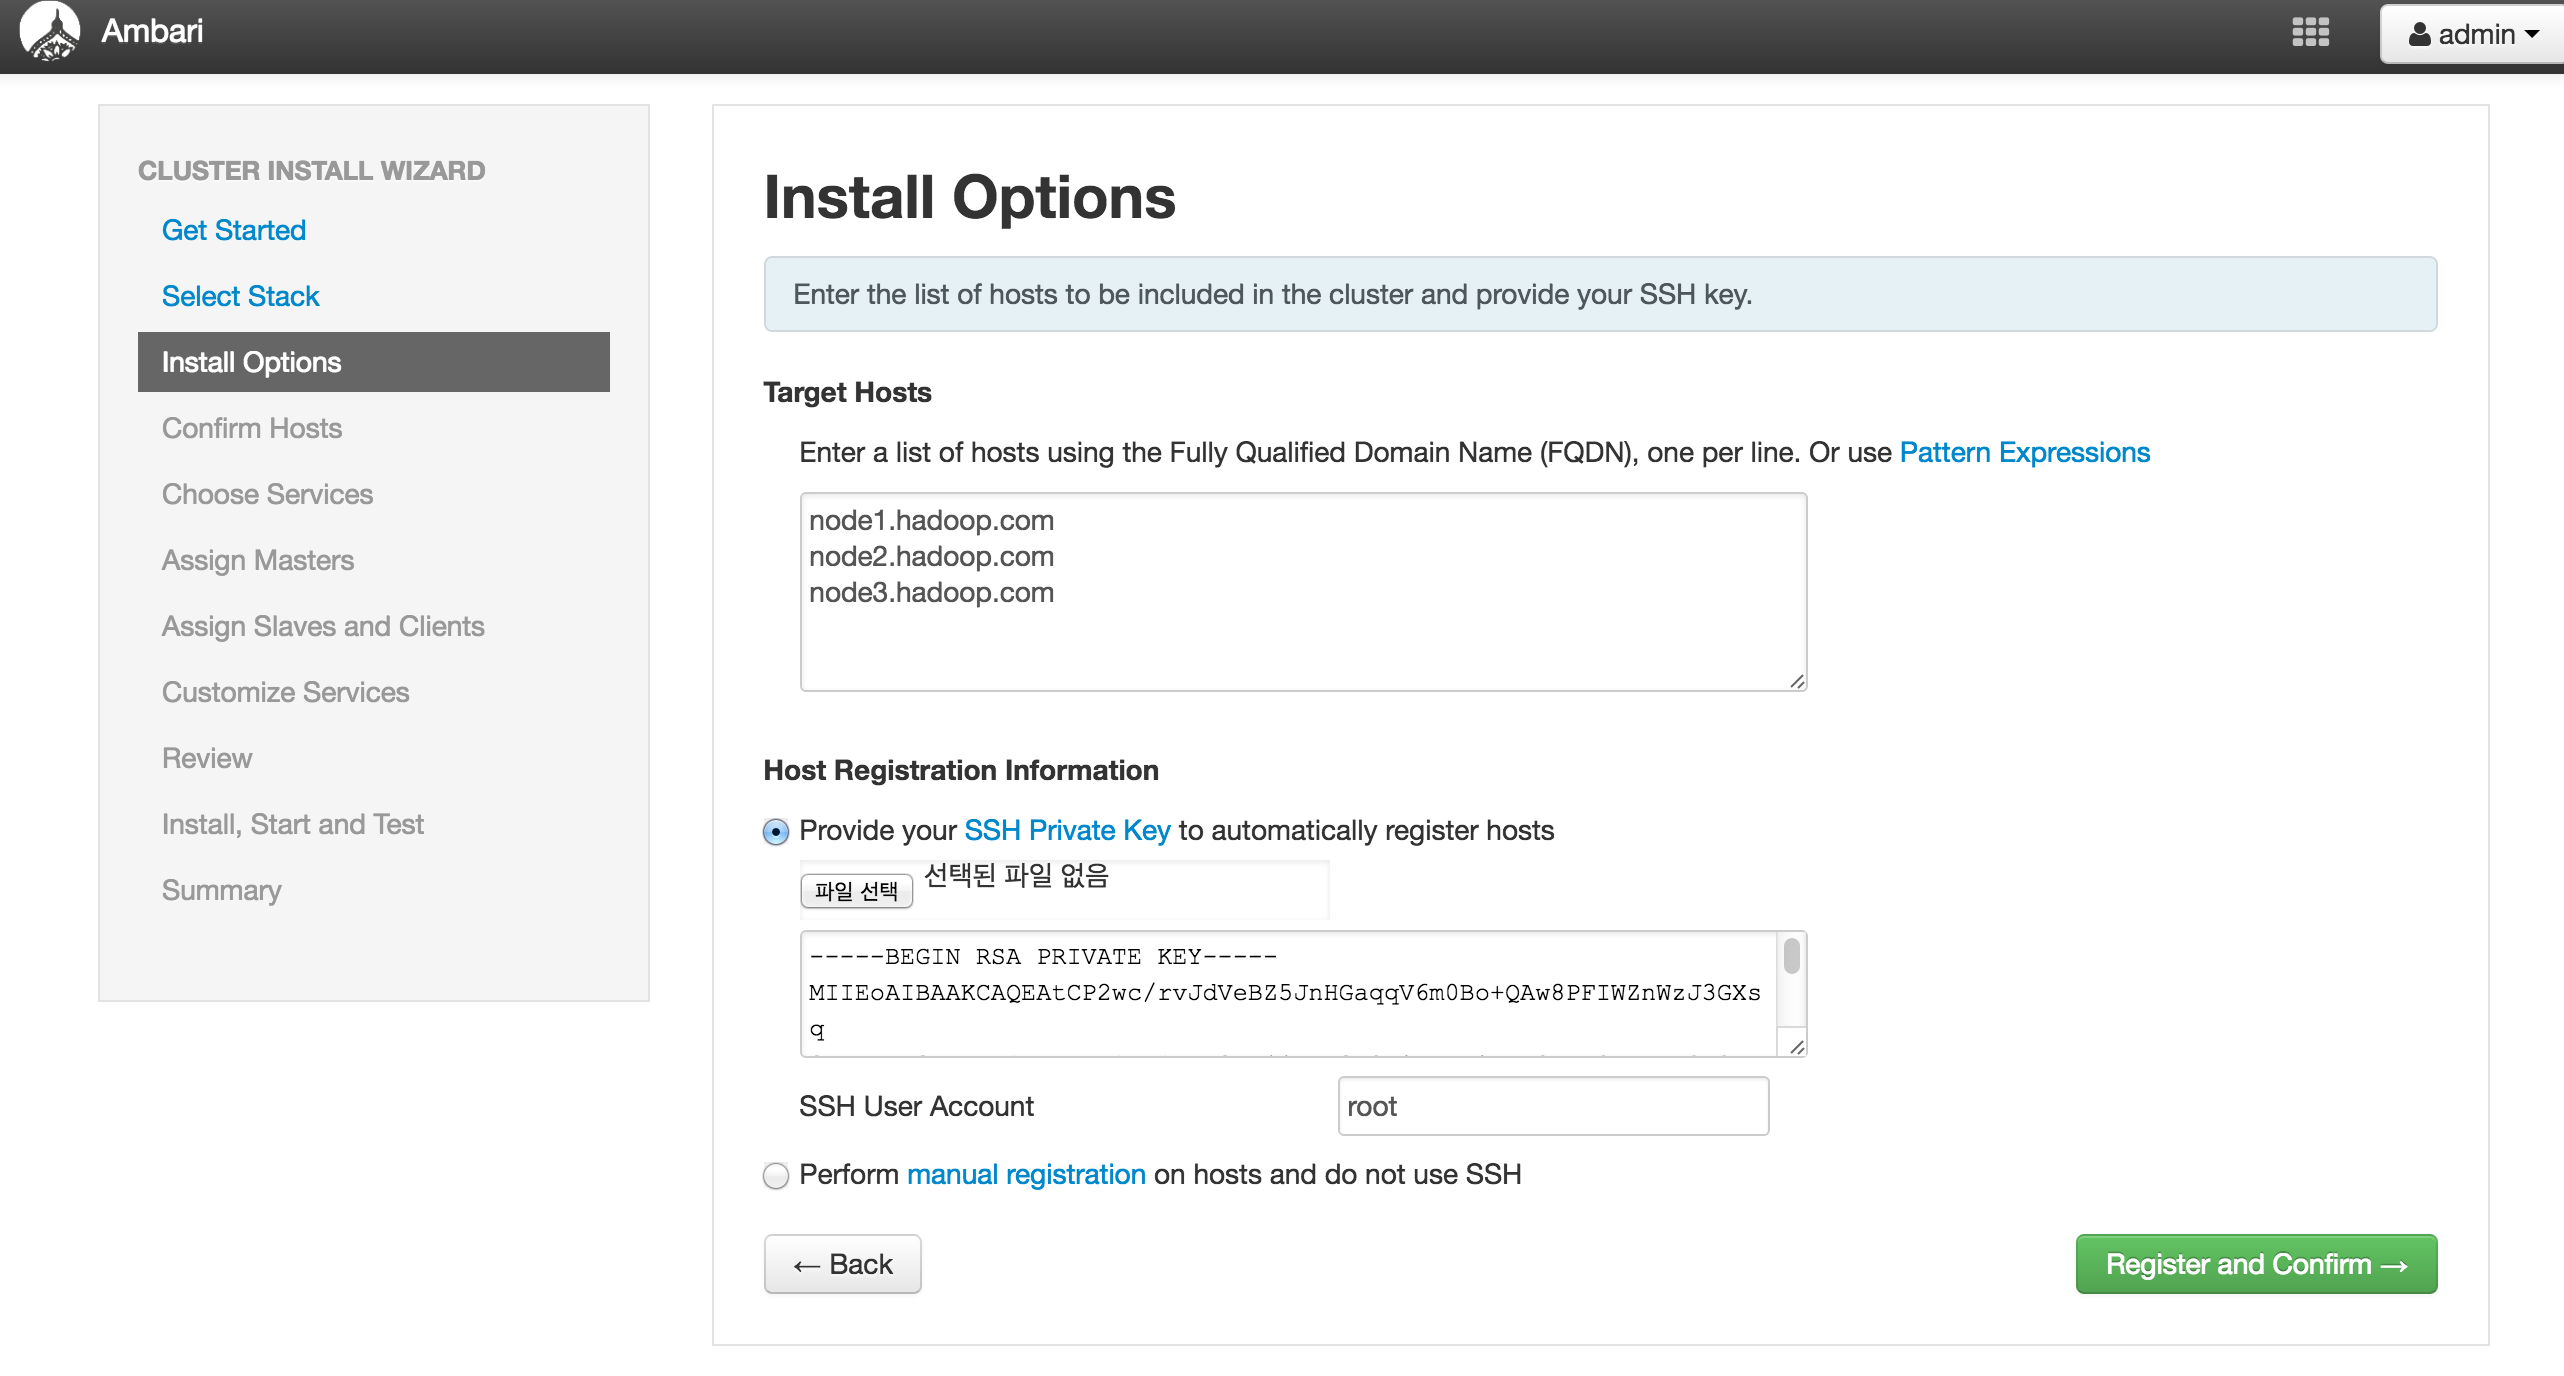 Ambari
admin
CLUSTER INSTALL WIZARD
Get Started
Select Stack
Install Options
Confirm Hosts
Choose Services
Assign Masters
Assign Slaves and Clients
Customize Services
Review
Install, Start and Test
Summary
Install Options
Enter the list of hosts to be included in the cluster and provide your SSH key.
Target Hosts
Enter a list of hosts using the Fully Qualified Domain Name (FQDN), one per line. Or use Pattern Expressions
node1.hadoop.com
node2.hadoop.com
node3.hadoop.com
Host Registration Information
Provide your SSH Private Key to automatically register hosts
파일 선택 선택된 파일 없음
-----BEGIN RSA PRIVATE KEY-----
MIIEoAIBAAKCAQEAtCP2wc/rvJdVeBZ5JnHGaqqV6m0Bo+QAw8PFIWZnWzJ3GXs
q
SSH User Account root
Perform manual registration on hosts and do not use SSH
← Back
Register and Confirm →